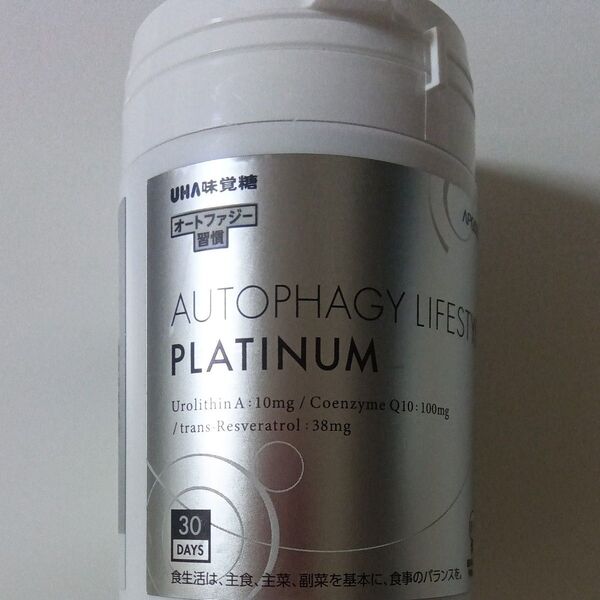 UHA味覚糖
オートファジー
習慣
AUTOPHAGY LIFESTY
PLATINUM
Urolithin A : 10mg / Coenzyme Q10 : 100mg
/ trans-Resveratrol : 38mg
30
DAYS
食生活は、主食、主菜、副菜を基本に、食事のバランスを。